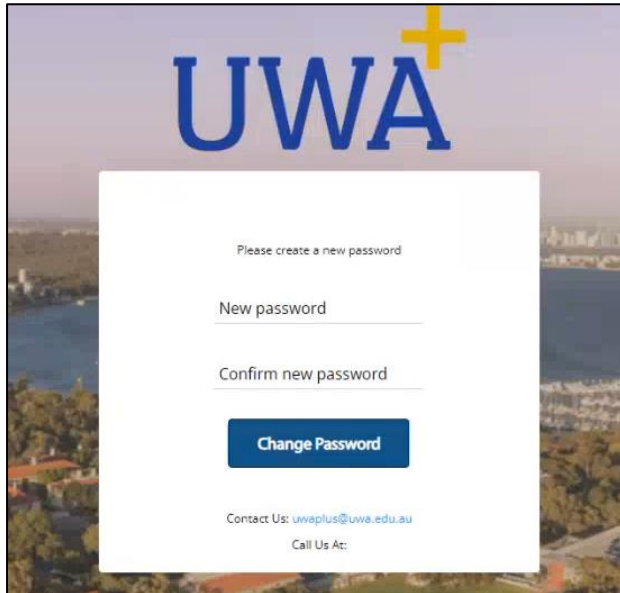 UWA+
Please create a new password
New password
Confirm new password
Change Password
Contact Us: uwaplus@uwa.edu.au
Call Us At: